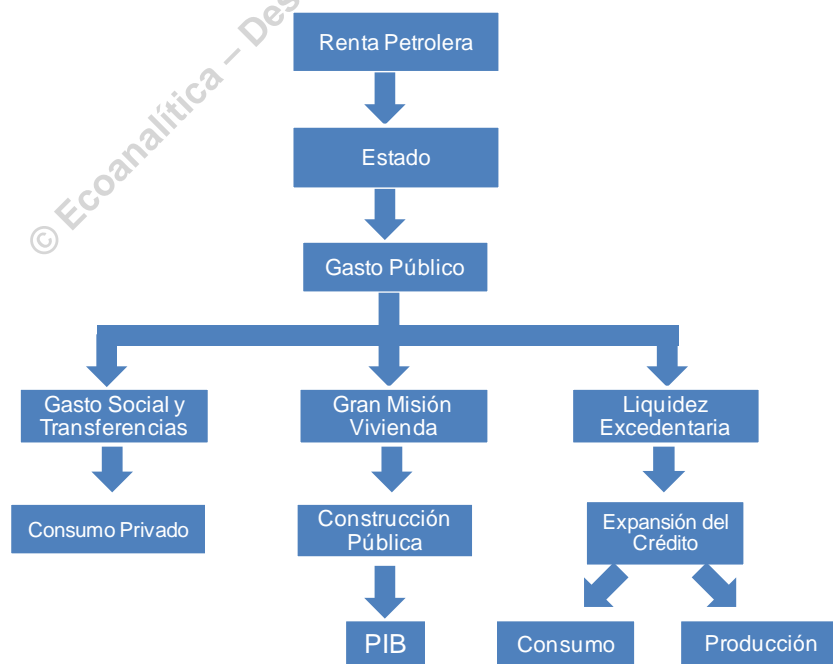 © Ecoanalítica – Des
Renta Petrolera
Estado
Gasto Público
Gasto Social y
Transferencias
Gran Misión
Vivienda
Liquidez
Excedentaria
Consumo Privado
Construcción
Pública
Expansión del
Crédito
PIB
Consumo
Producción